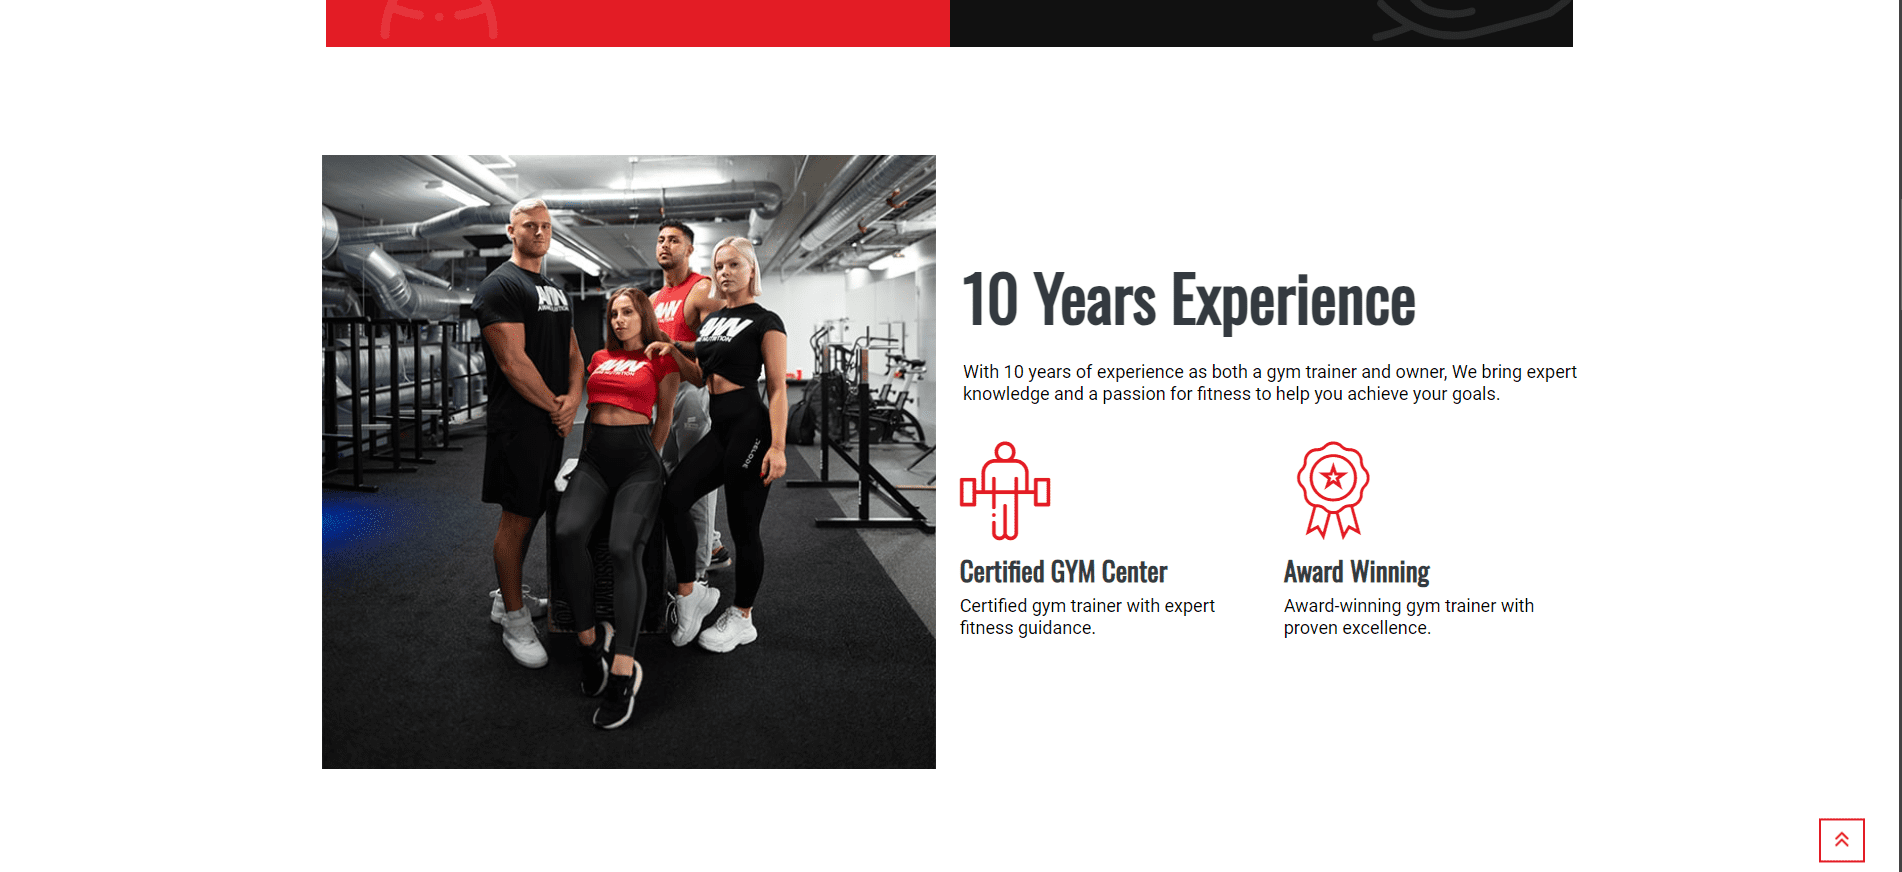 10 Years Experience
With 10 years of experience as both a gym trainer and owner, We bring expert
knowledge and a passion for fitness to help you achieve your goals.
Certified GYM Center
Award Winning
Certified gym trainer with expert
fitness guidance.
Award-winning gym trainer with
proven excellence.